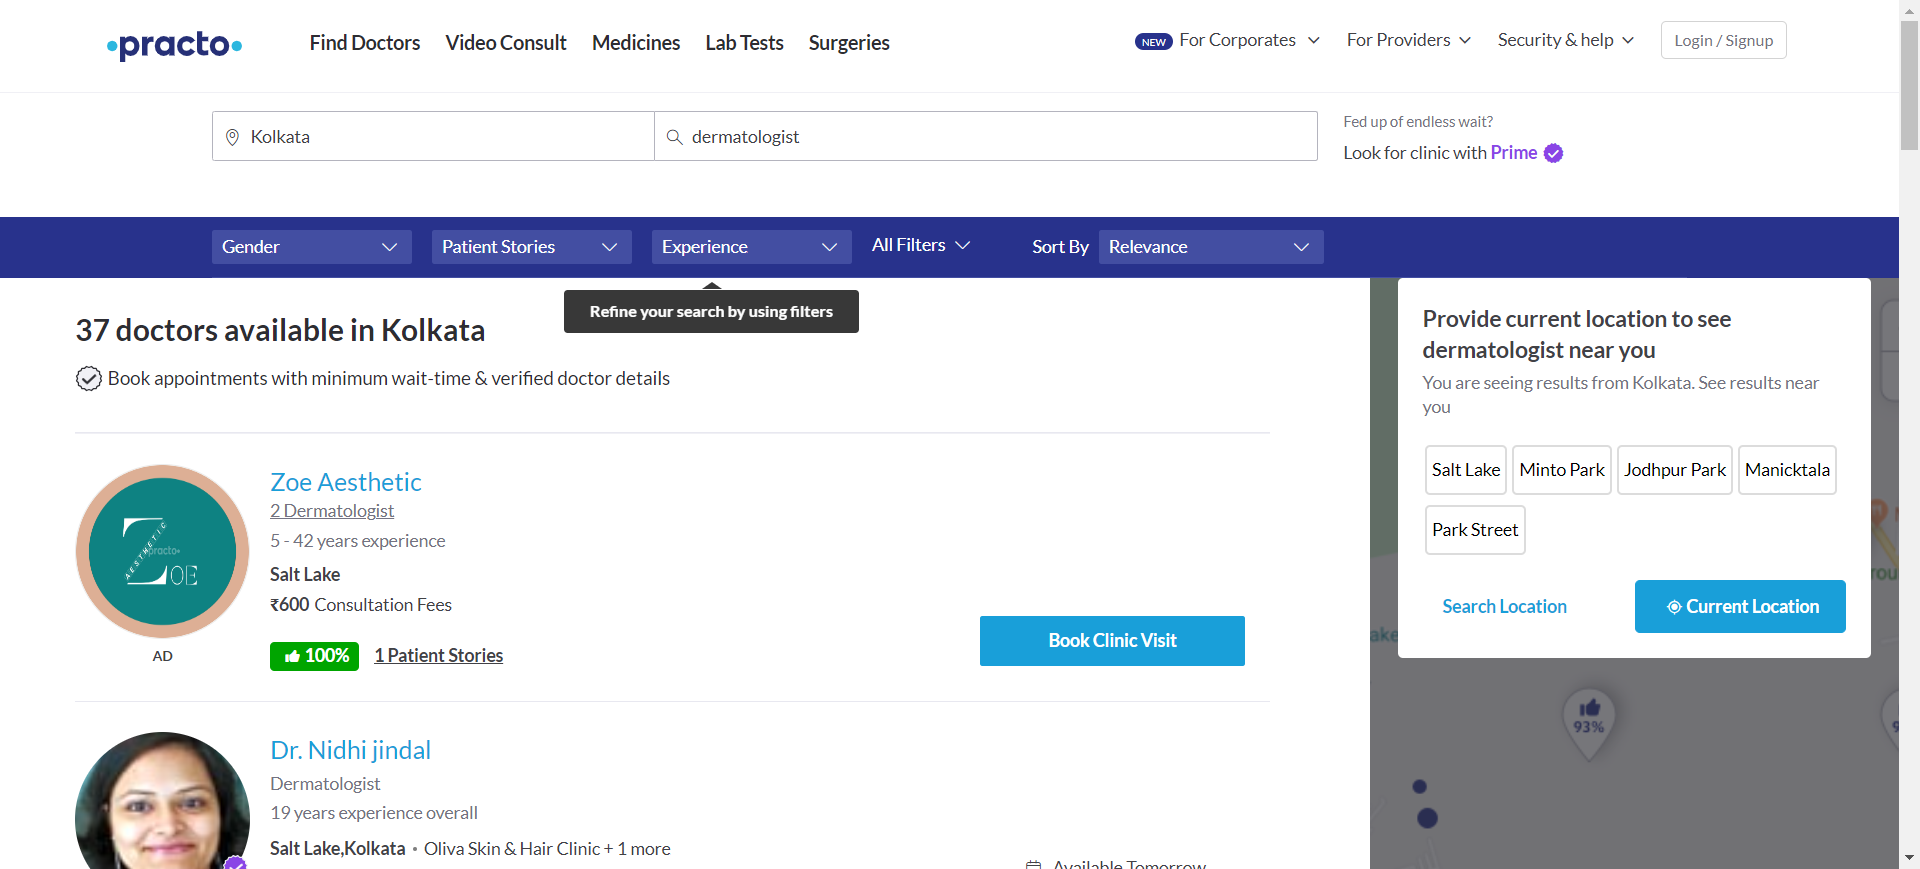 practo
Find Doctors
Video Consult
Medicines
Lab Tests
Surgeries
NEW For Corporates
For Providers
Security & help
Login / Signup
Kolkata
dermatologist
Fed up of endless wait?
Look for clinic with Prime
Gender
Patient Stories
Experience
All Filters
Sort By
Relevance
Refine your search by using filters
37 doctors available in Kolkata
Book appointments with minimum wait-time & verified doctor details
Zoe Aesthetic
2 Dermatologist
5 - 42 years experience
Salt Lake
₹600 Consultation Fees
100%
1 Patient Stories
Book Clinic Visit
ZOE
AESTHETIC
practo
AD
Dr. Nidhi jindal
Dermatologist
19 years experience overall
Salt Lake,Kolkata • Oliva Skin & Hair Clinic + 1 more
Available Tomorrow
Provide current location to see
dermatologist near you
You are seeing results from Kolkata. See results near
you
Salt Lake
Minto Park
Jodhpur Park
Manicktala
Park Street
Search Location
Current Location
93%